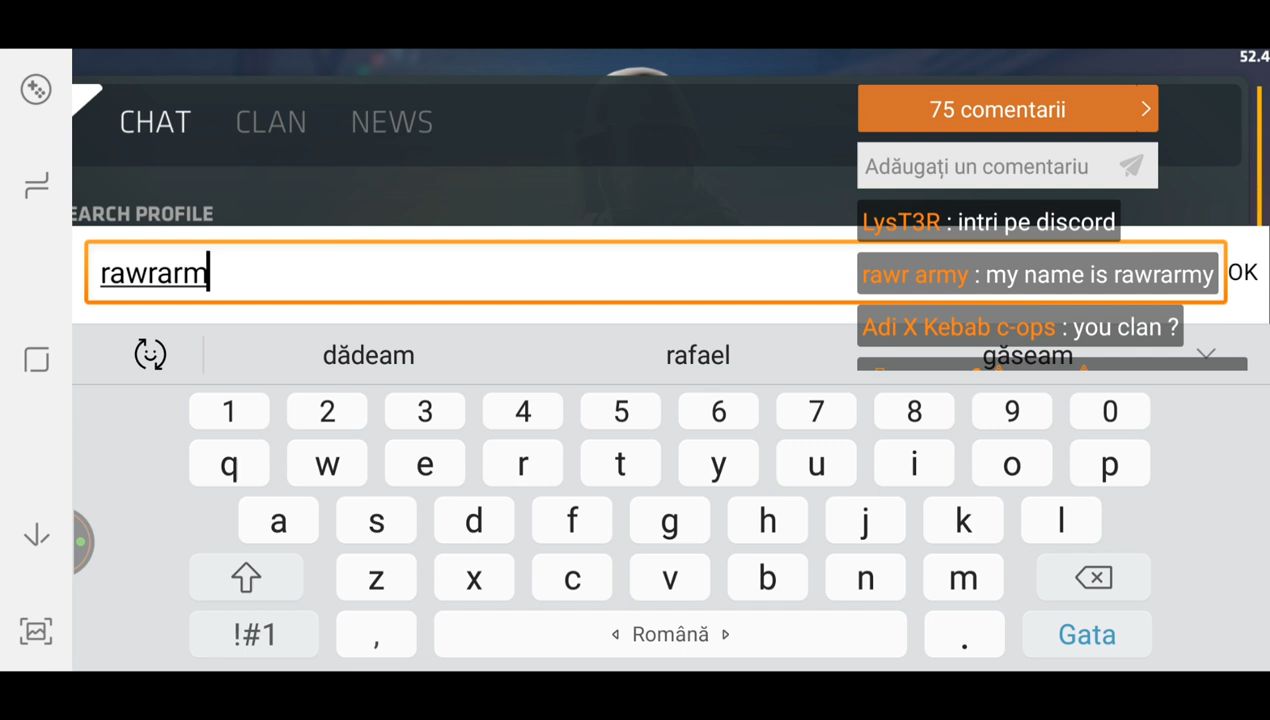 52.4
CHAT CLAN NEWS
75 comentarii
Adăugați un comentariu
EARCH PROFILE
LysT3R : intri pe discord
rawrarm
rawr army : my name is rawrarmy
OK
Adi X Kebab c-ops : you clan ?
dădeam rafael găseam
1 2 3 4 5 6 7 8 9 0
q w e r t y u i o p
a s d f g h j k l
z x c v b n m
!#1 , Română . Gata